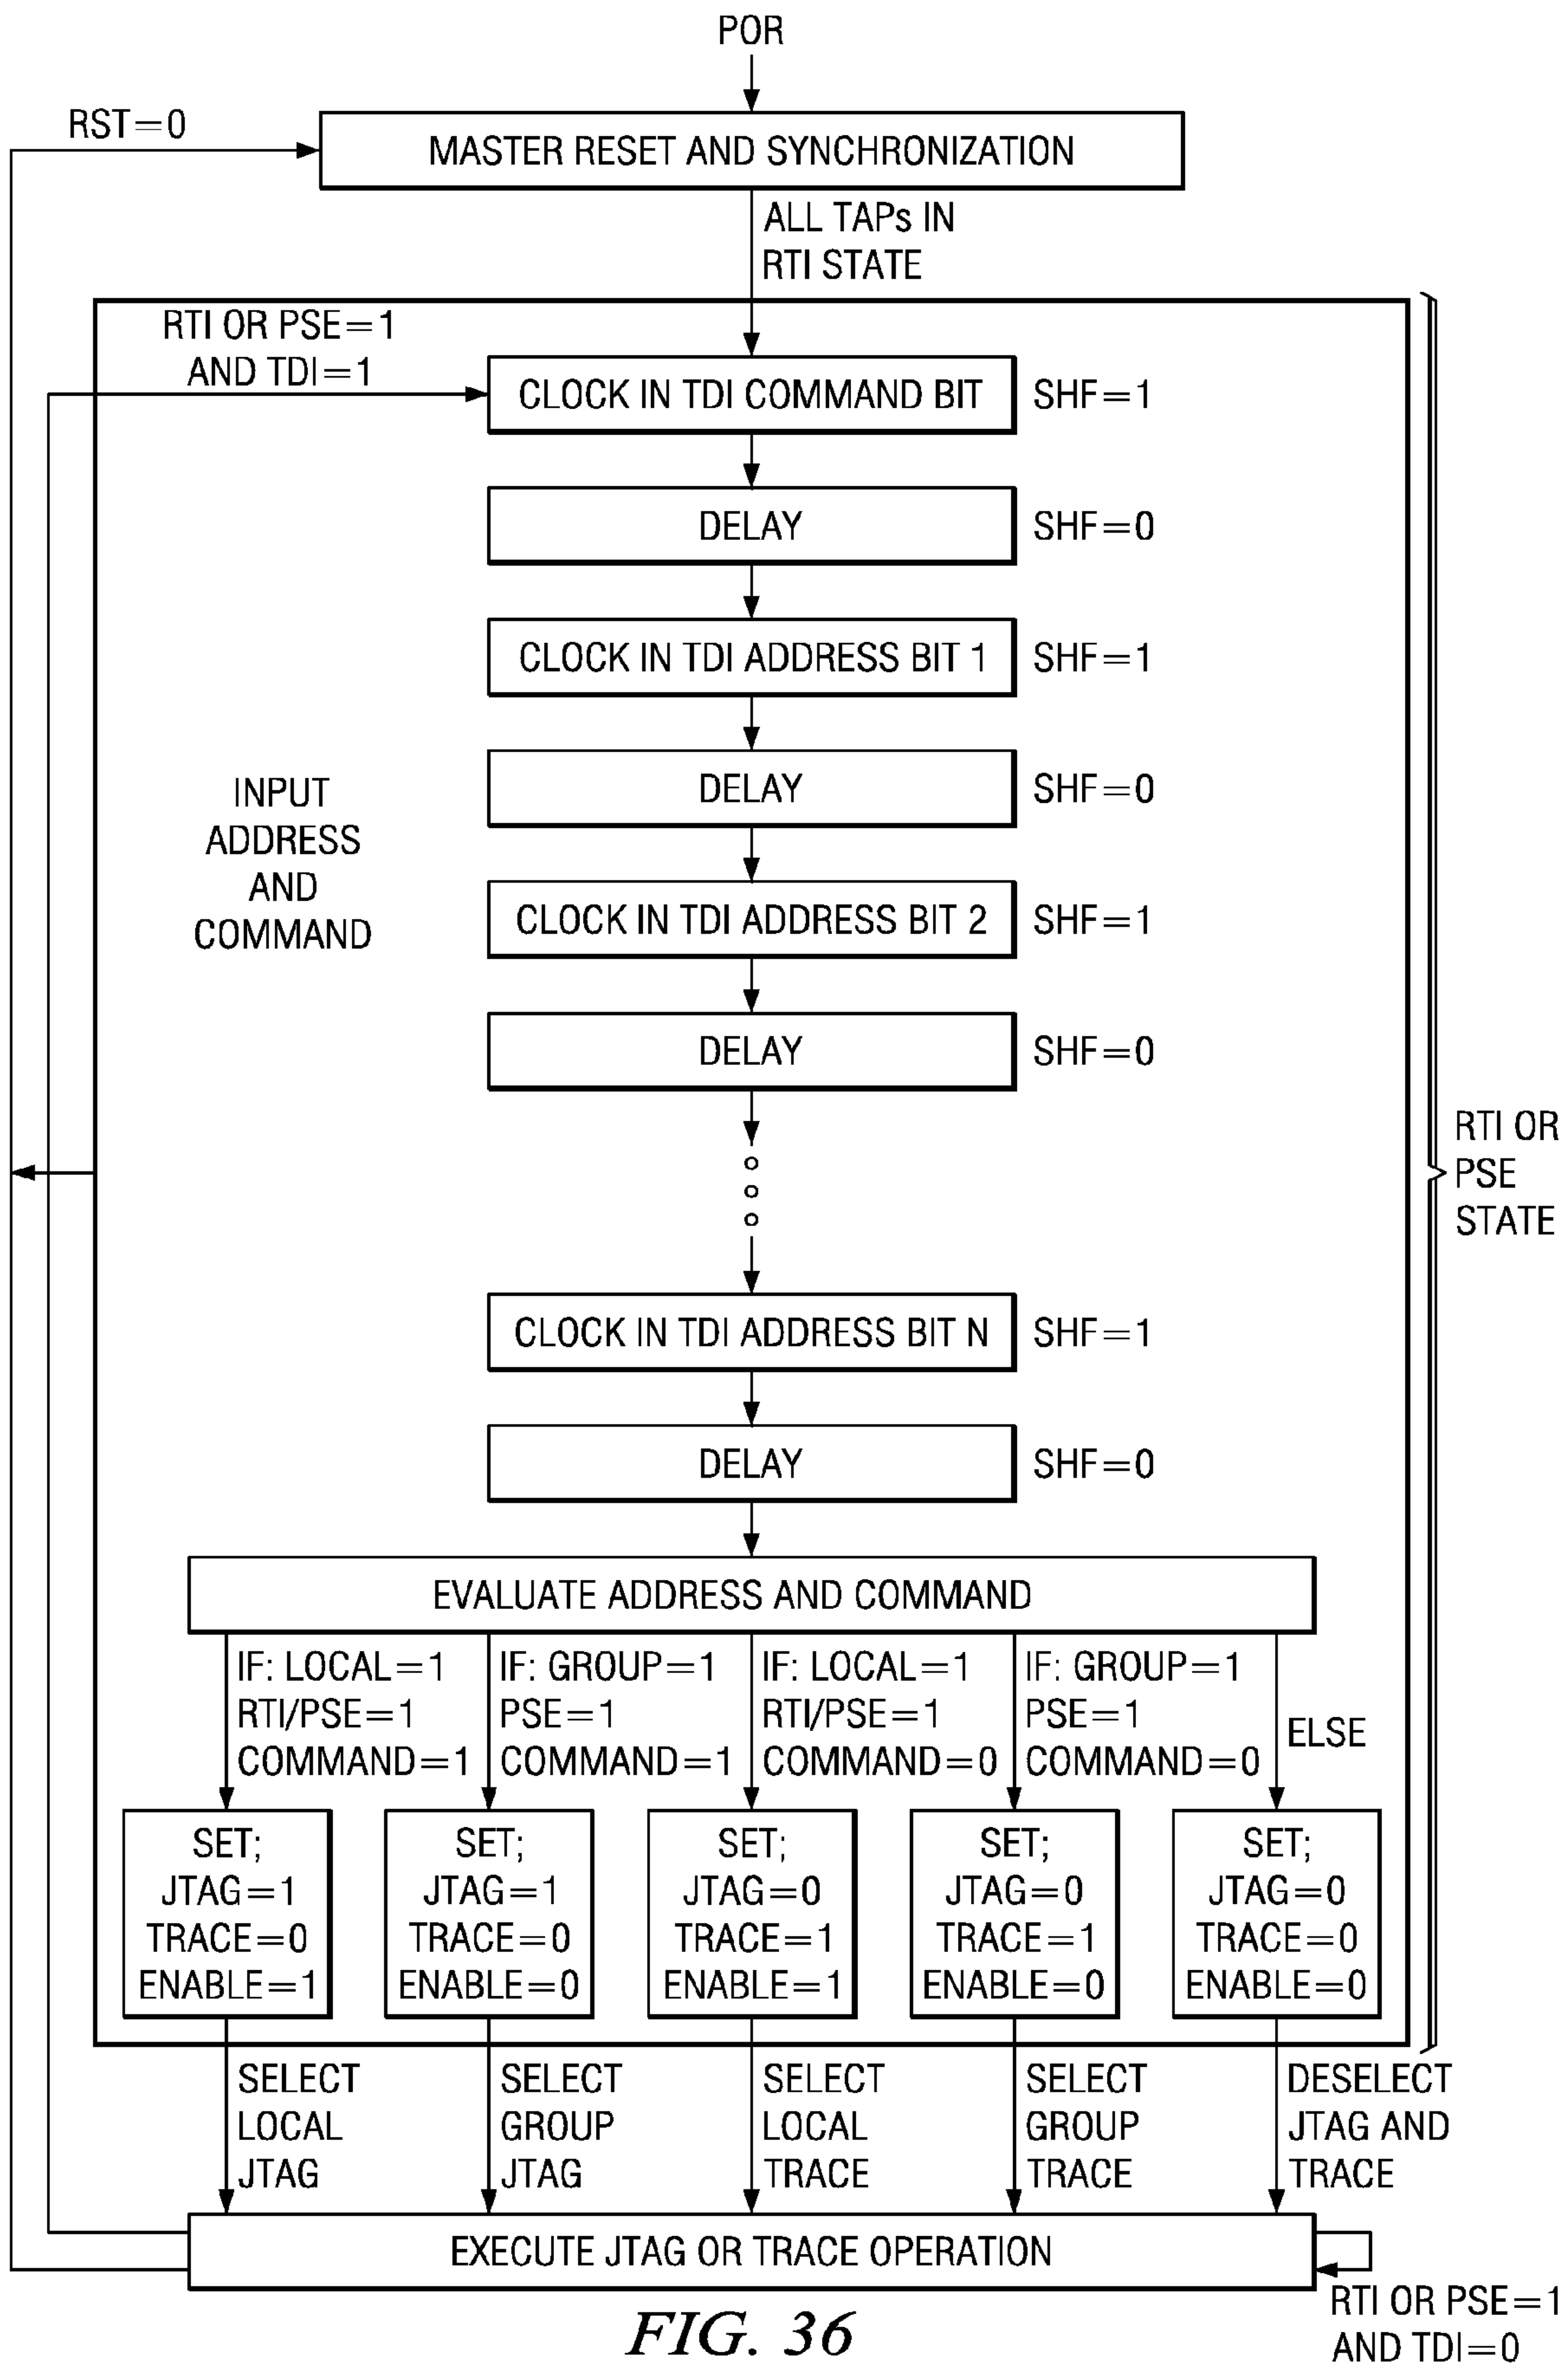 POR
RST=0
MASTER RESET AND SYNCHRONIZATION
ALL TAPs IN
RTI STATE
RTI OR PSE=1
AND TDI=1
CLOCK IN TDI COMMAND BIT
SHF=1
DELAY
SHF=0
CLOCK IN TDI ADDRESS BIT 1
SHF=1
DELAY
SHF=0
INPUT
ADDRESS
AND
COMMAND
CLOCK IN TDI ADDRESS BIT 2
SHF=1
DELAY
SHF=0
RTI OR
PSE
STATE
CLOCK IN TDI ADDRESS BIT N
SHF=1
DELAY
SHF=0
EVALUATE ADDRESS AND COMMAND
IF: LOCAL=1
RTI/PSE=1
COMMAND=1
IF: GROUP=1
PSE=1
COMMAND=1
IF: LOCAL=1
RTI/PSE=1
COMMAND=0
IF: GROUP=1
PSE=1
COMMAND=0
ELSE
SET;
JTAG=1
TRACE=0
ENABLE=1
SET;
JTAG=1
TRACE=0
ENABLE=0
SET;
JTAG=0
TRACE=1
ENABLE=1
SET;
JTAG=0
TRACE=1
ENABLE=0
SET;
JTAG=0
TRACE=0
ENABLE=0
SELECT
LOCAL
JTAG
SELECT
GROUP
JTAG
SELECT
LOCAL
TRACE
SELECT
GROUP
TRACE
DESELECT
JTAG AND
TRACE
EXECUTE JTAG OR TRACE OPERATION
RTI OR PSE=1
AND TDI=0
FIG. 36